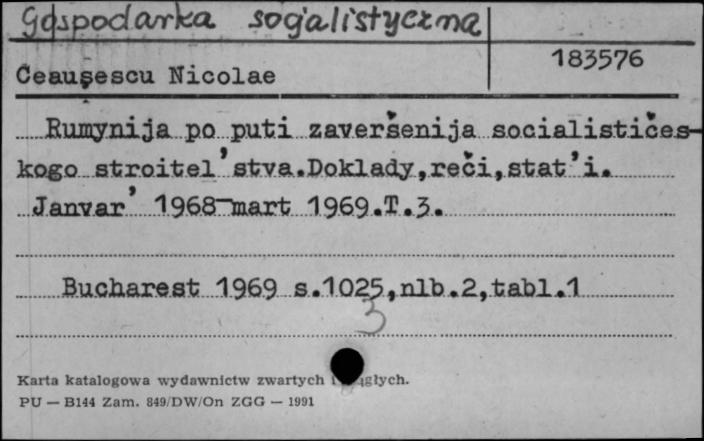 Gospodarka socjalistyczna
183576
Ceauşescu Nicolae
Rumynija po puti zaveršenija socialističes-
kogo stroitel'stva.Doklady,reči,stat'i.
Janvar' 1968-mart 1969.T.3.
Bucharest 1969 s.1025,nlb.2,tabl.1
3
Karta katalogowa wydawnictw zwartych i
PU — B144 Zam. 849/DW/On ZGG — 1991